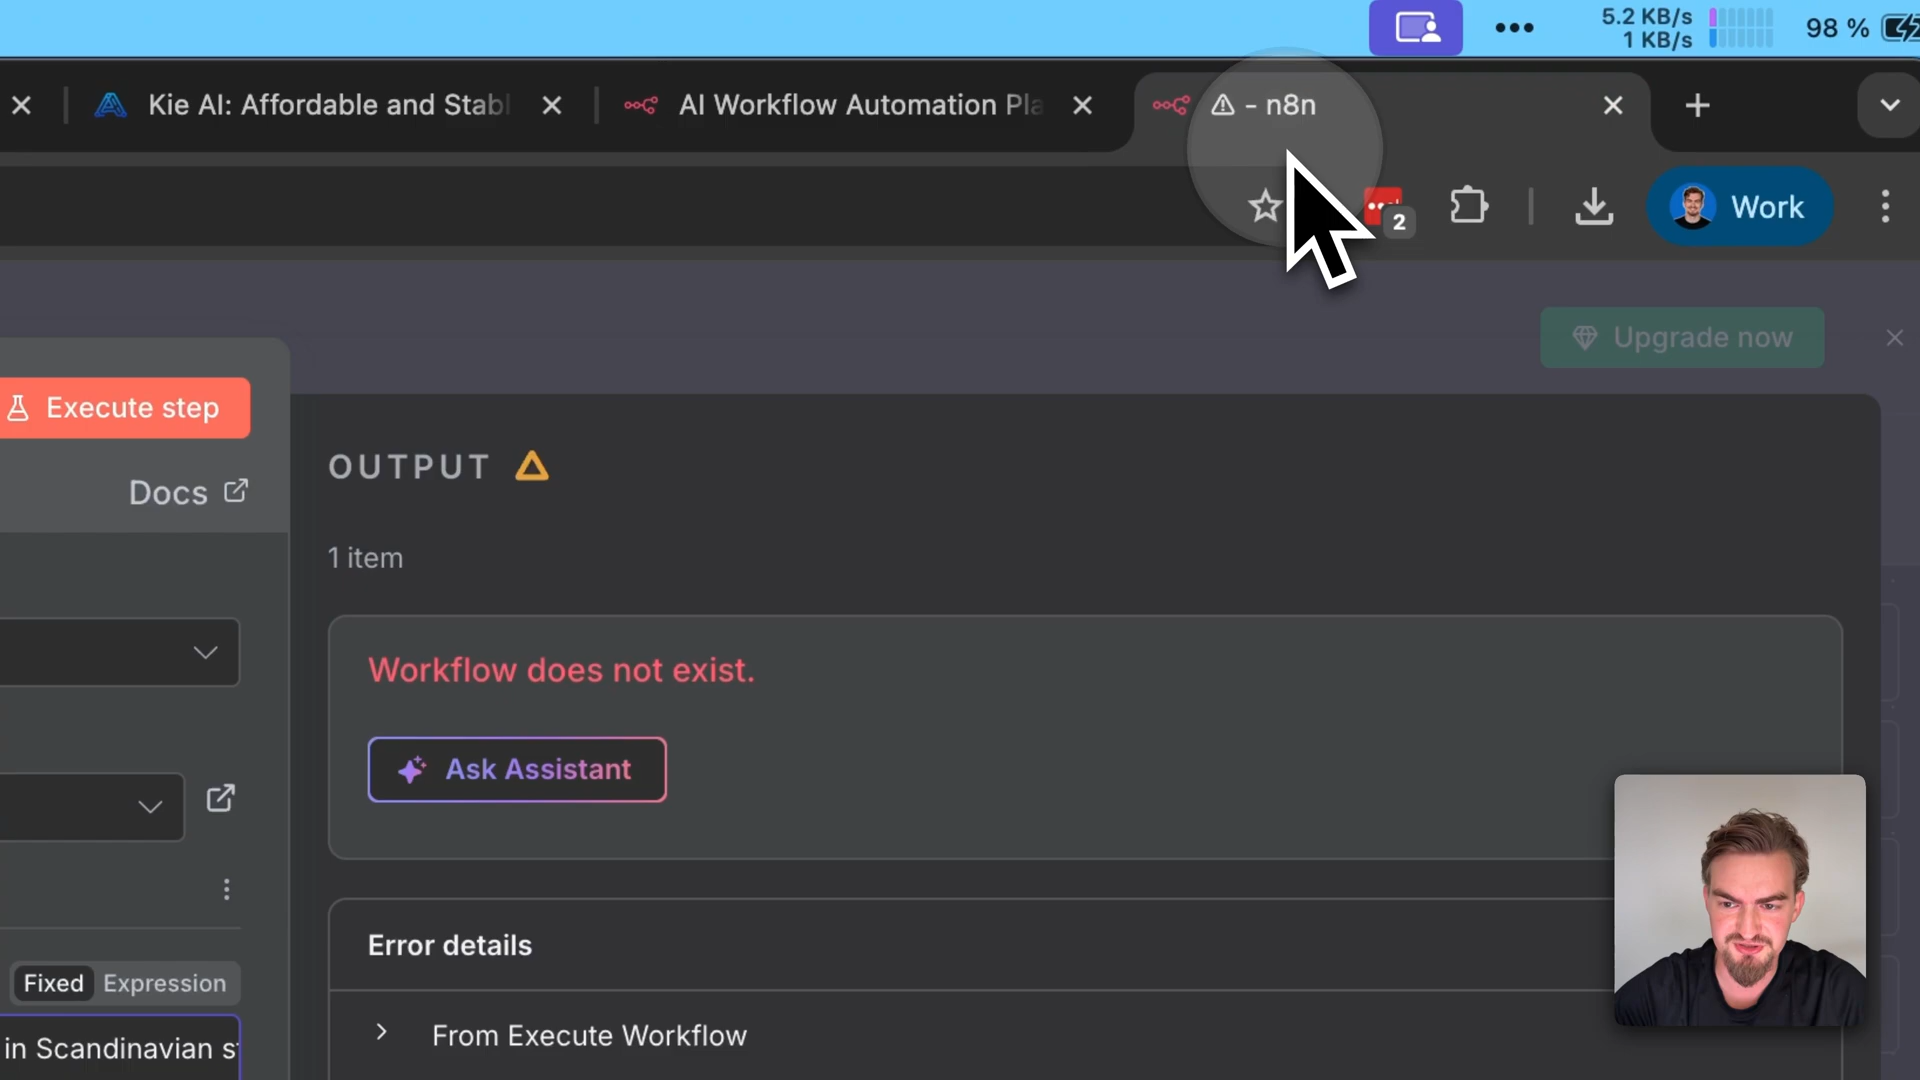 5.2 KB/s
1 KB/s
98 %
Kie AI: Affordable and Stabl
AI Workflow Automation Pla
- n8n
2
Work
Upgrade now
Execute step
Docs
OUTPUT
1 item
Workflow does not exist.
Ask Assistant
Error details
Fixed
Expression
From Execute Workflow
in Scandinavian s